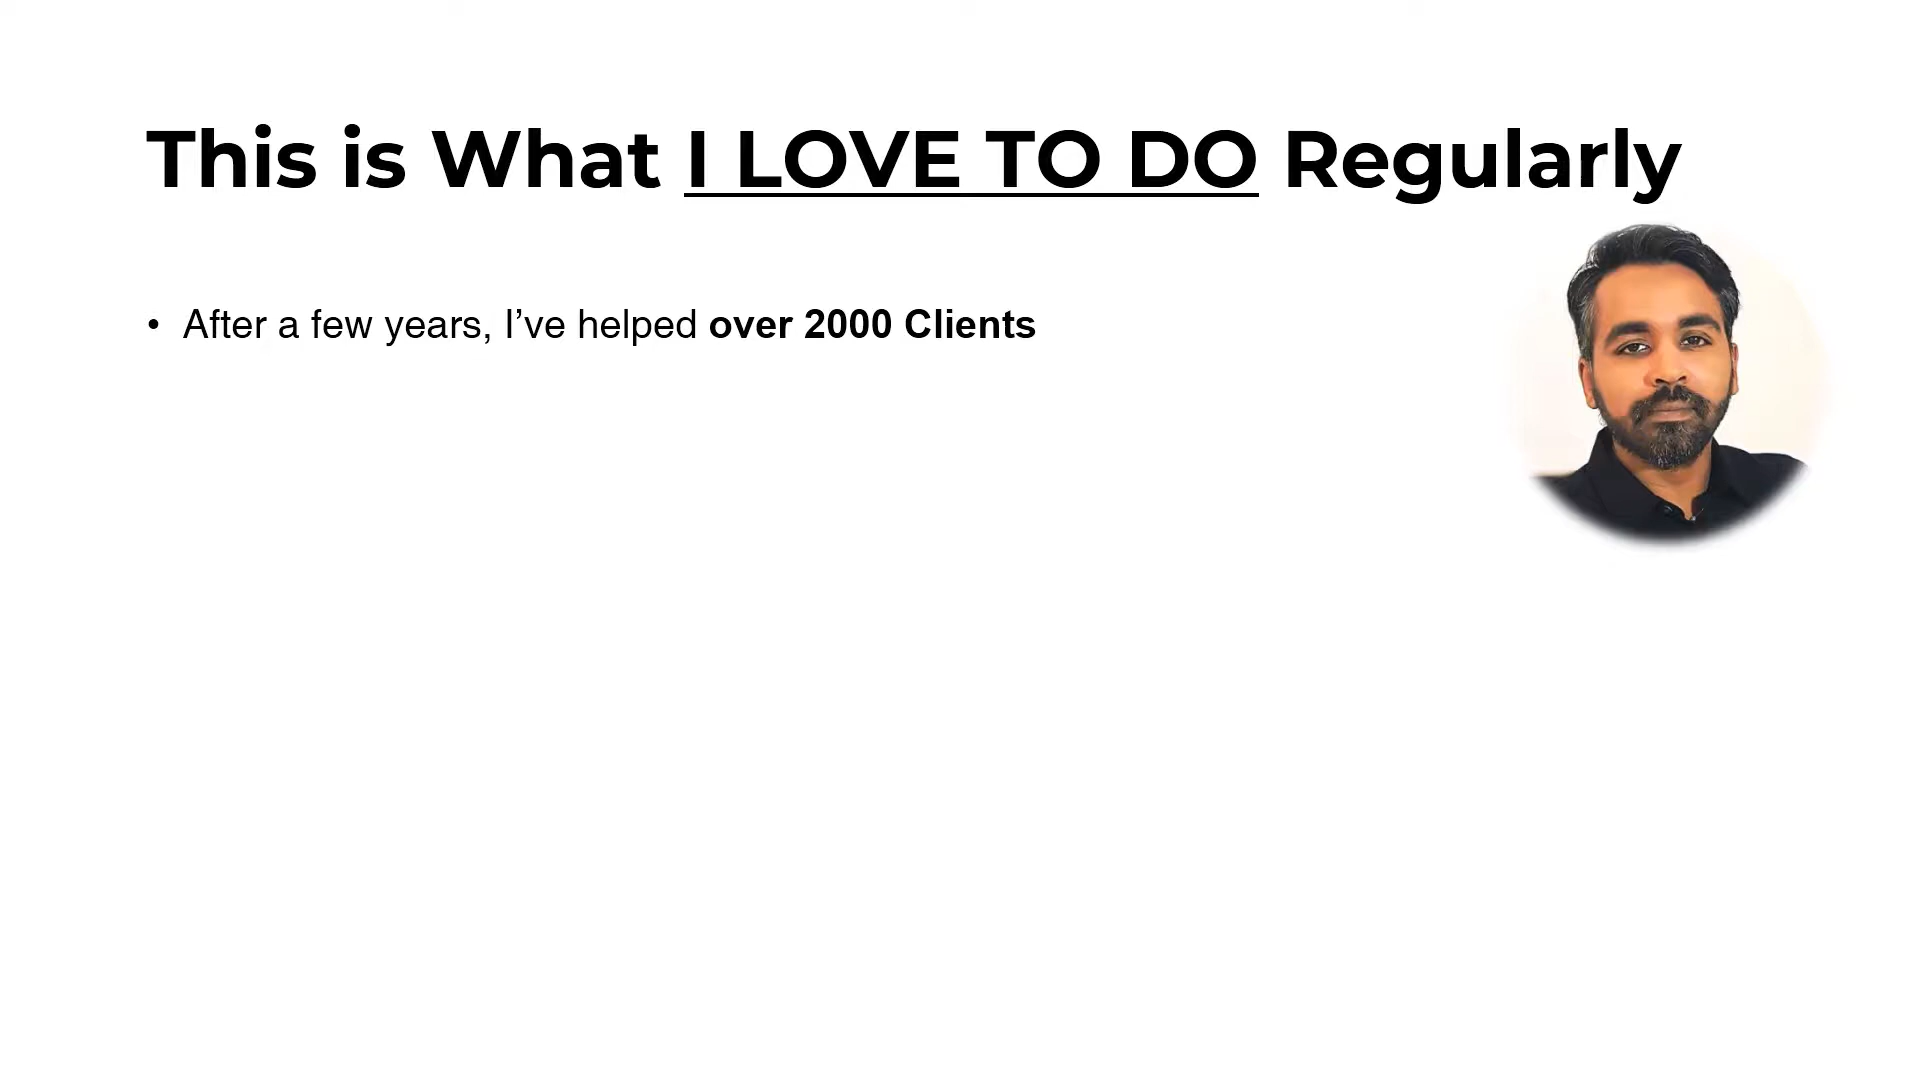 This is What I LOVE TO DO Regularly
• After a few years, I’ve helped over 2000 Clients